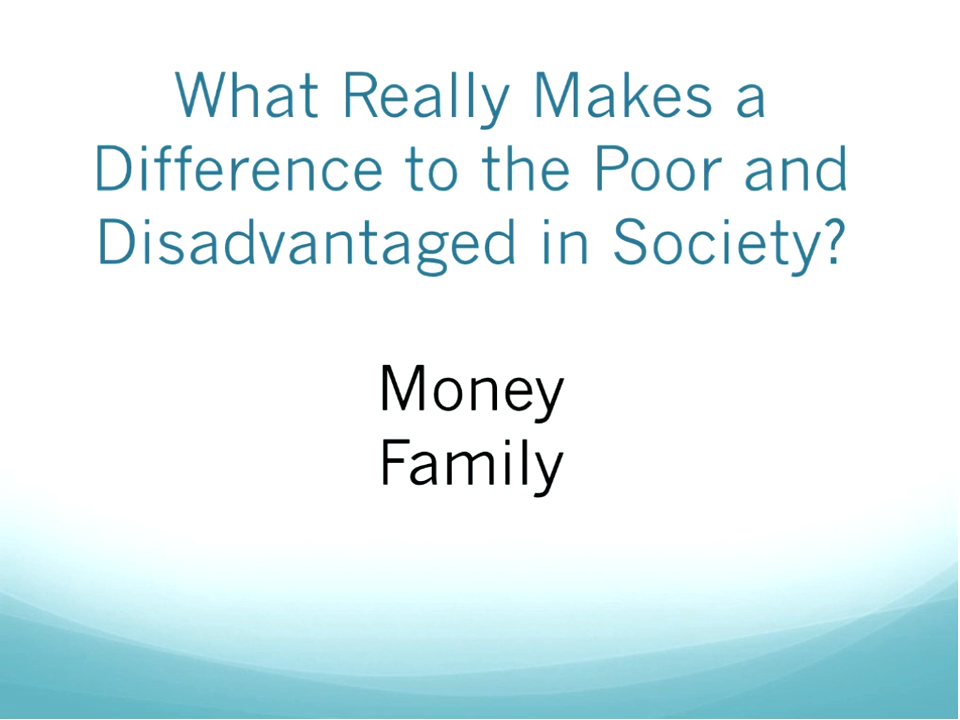 What Really Makes a
Difference to the Poor and
Disadvantaged in Society?
Money
Family